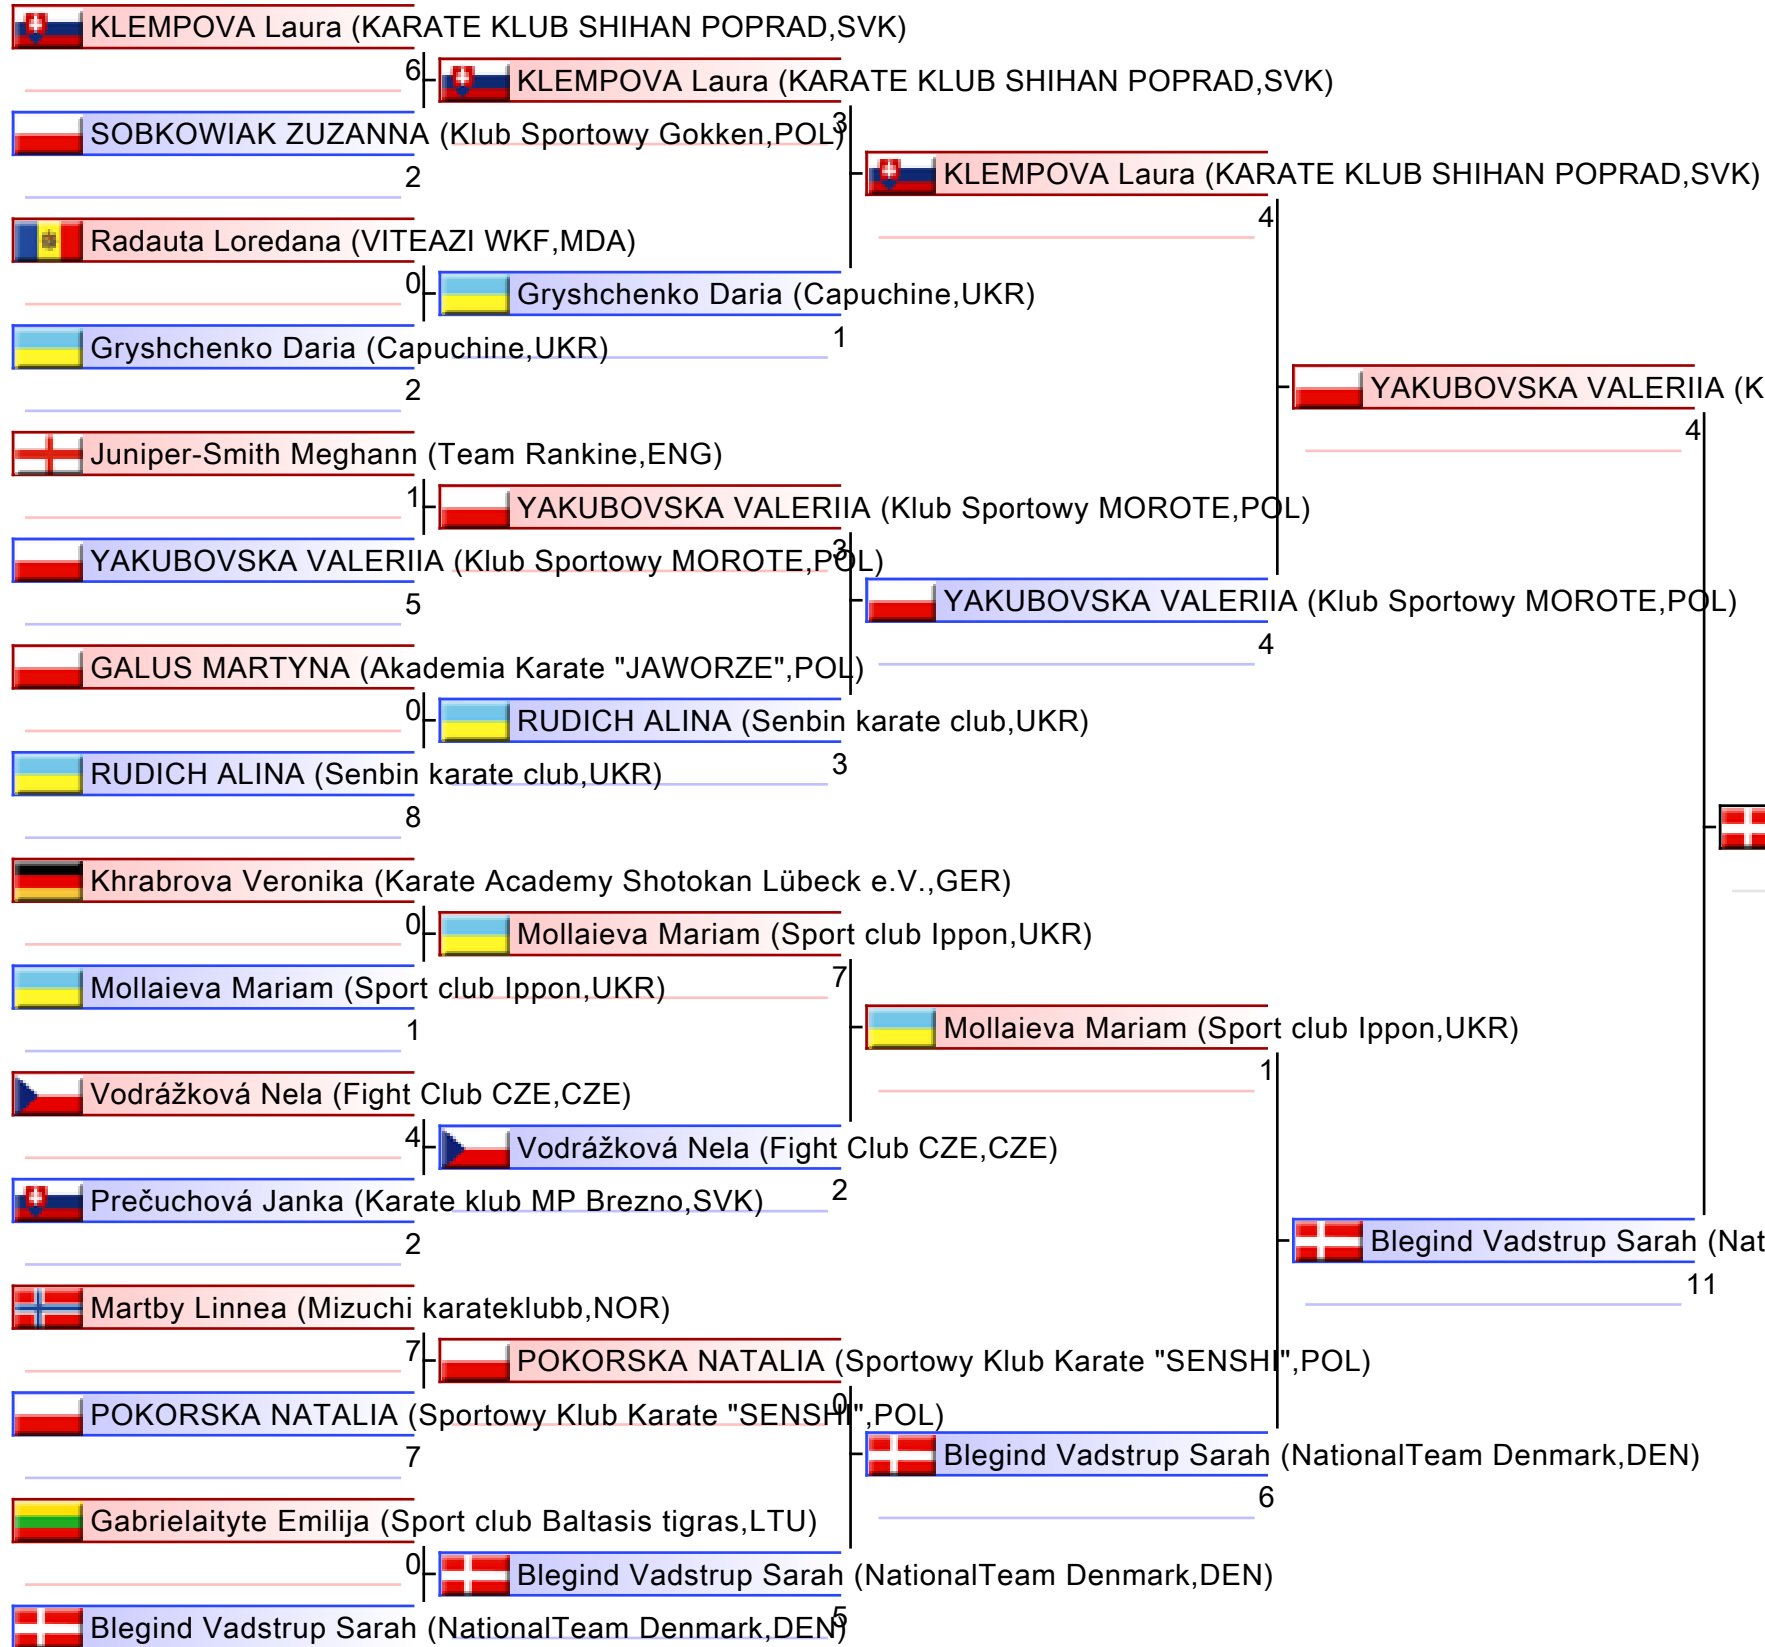 KLEMPOVA Laura (KARATE KLUB SHIHAN POPRAD,SVK)
6
SOBKOWIAK ZUZANNA (Klub Sportowy Gokken,POL)
2
Radauta Loredana (VITEAZI WKF,MDA)
0
Gryshchenko Daria (Capuchine,UKR)
2
Juniper-Smith Meghann (Team Rankine,ENG)
1
YAKUBOVSKA VALERIIA (Klub Sportowy MOROTE,POL)
5
GALUS MARTYNA (Akademia Karate "JAWORZE",POL)
0
RUDICH ALINA (Senbin karate club,UKR)
8
Khrabrova Veronika (Karate Academy Shotokan Lübeck e.V.,GER)
0
Mollaieva Mariam (Sport club Ippon,UKR)
1
Vodrážková Nela (Fight Club CZE,CZE)
4
Prečuchová Janka (Karate klub MP Brezno,SVK)
2
Martby Linnea (Mizuchi karateklubb,NOR)
7
POKORSKA NATALIA (Sportowy Klub Karate "SENSHI",POL)
7
Gabrielaityte Emilija (Sport club Baltasis tigras,LTU)
0
Blegind Vadstrup Sarah (NationalTeam Denmark,DEN)
KLEMPOVA Laura (KARATE KLUB SHIHAN POPRAD,SVK)
3
Gryshchenko Daria (Capuchine,UKR)
1
YAKUBOVSKA VALERIIA (Klub Sportowy MOROTE,POL)
3
RUDICH ALINA (Senbin karate club,UKR)
3
Mollaieva Mariam (Sport club Ippon,UKR)
7
Vodrážková Nela (Fight Club CZE,CZE)
2
POKORSKA NATALIA (Sportowy Klub Karate "SENSHI",POL)
0
Blegind Vadstrup Sarah (NationalTeam Denmark,DEN)
5
KLEMPOVA Laura (KARATE KLUB SHIHAN POPRAD,SVK)
4
YAKUBOVSKA VALERIIA (Klub Sportowy MOROTE,POL)
4
Mollaieva Mariam (Sport club Ippon,UKR)
1
Blegind Vadstrup Sarah (NationalTeam Denmark,DEN)
6
YAKUBOVSKA VALERIIA (K
4
Blegind Vadstrup Sarah (Nat
11